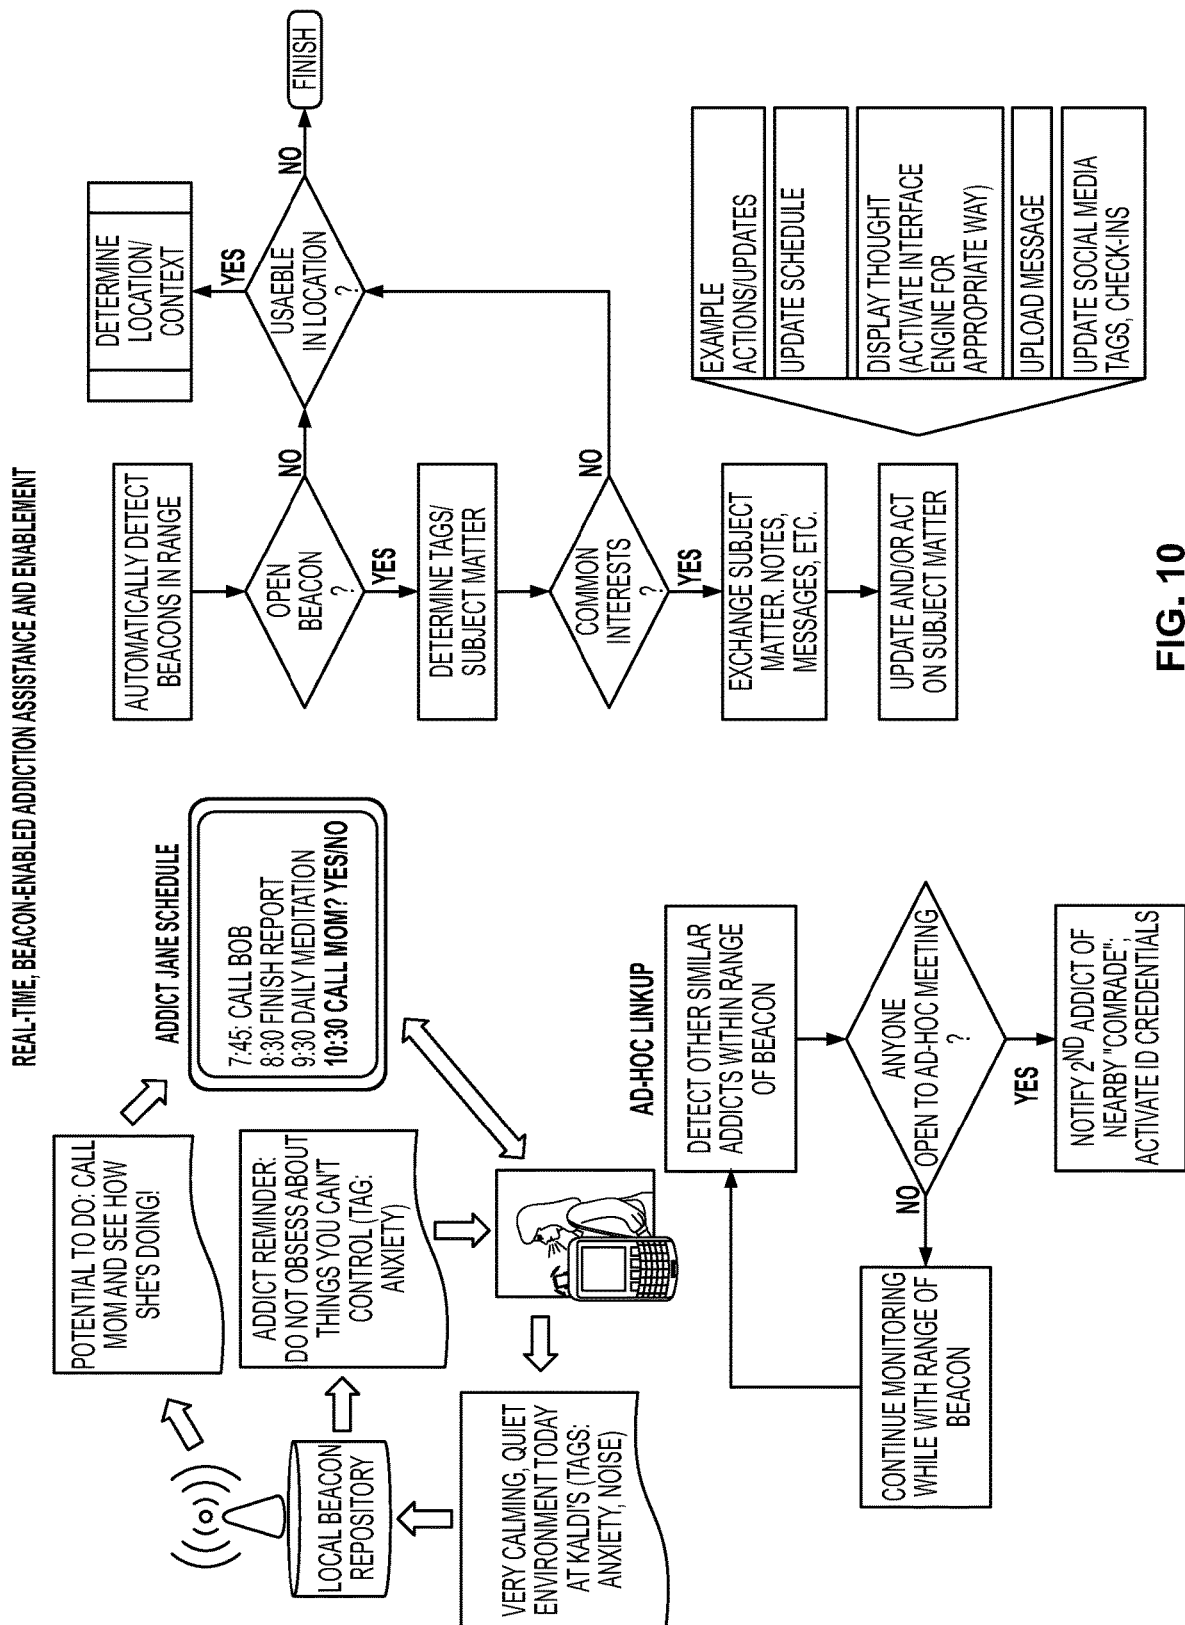 REAL-TIME, BEACON-ENABLED ADDICTION ASSISTANCE AND ENABLEMENT
POTENTIAL TO DO: CALL
MOM AND SEE HOW
SHE'S DOING!
ADDICT JANE SCHEDULE
7:45: CALL BOB
8:30 FINISH REPORT
9:30 DAILY MEDITATION
10:30 CALL MOM? YES/NO
LOCAL BEACON
REPOSITORY
ADDICT REMINDER:
DO NOT OBSESS ABOUT
THINGS YOU CAN'T
CONTROL (TAG:
ANXIETY)
VERY CALMING, QUIET
ENVIRONMENT TODAY
AT KALDI'S (TAGS:
ANXIETY, NOISE)
AD-HOC LINKUP
DETECT OTHER SIMILAR
ADDICTS WITHIN RANGE
OF BEACON
ANYONE
OPEN TO AD-HOC MEETING
?
NO
YES
CONTINUE MONITORING
WHILE WITH RANGE OF
BEACON
NOTIFY 2ND ADDICT OF
NEARBY "COMRADE";
ACTIVATE ID CREDENTIALS
AUTOMATICALLY DETECT
BEACONS IN RANGE
OPEN
BEACON
?
NO
YES
DETERMINE
LOCATION/
CONTEXT
YES
USAEBLE
IN LOCATION
?
NO
FINISH
DETERMINE TAGS/
SUBJECT MATTER
COMMON
INTERESTS
?
NO
YES
EXCHANGE SUBJECT
MATTER. NOTES,
MESSAGES, ETC.
UPDATE AND/OR ACT
ON SUBJECT MATTER
EXAMPLE
ACTIONS/UPDATES
UPDATE SCHEDULE
DISPLAY THOUGHT
(ACTIVATE INTERFACE
ENGINE FOR
APPROPRIATE WAY)
UPLOAD MESSAGE
UPDATE SOCIAL MEDIA
TAGS, CHECK-INS
FIG. 10